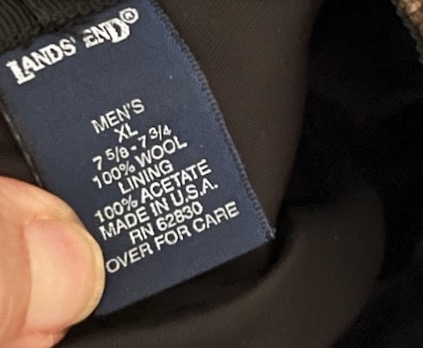 LANDS' END®
MEN'S
XL
7 5/8 - 7 3/4
100% WOOL
LINING
100% ACETATE
MADE IN U.S.A.
RN 62830
OVER FOR CARE